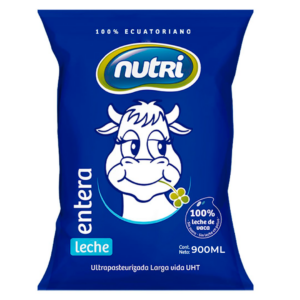 100% ECUATORIANO
nutri
entera
leche
100%
leche de
vaca
Cont.
Neto: 900ML
Ultrapasteurizada Larga vida UHT